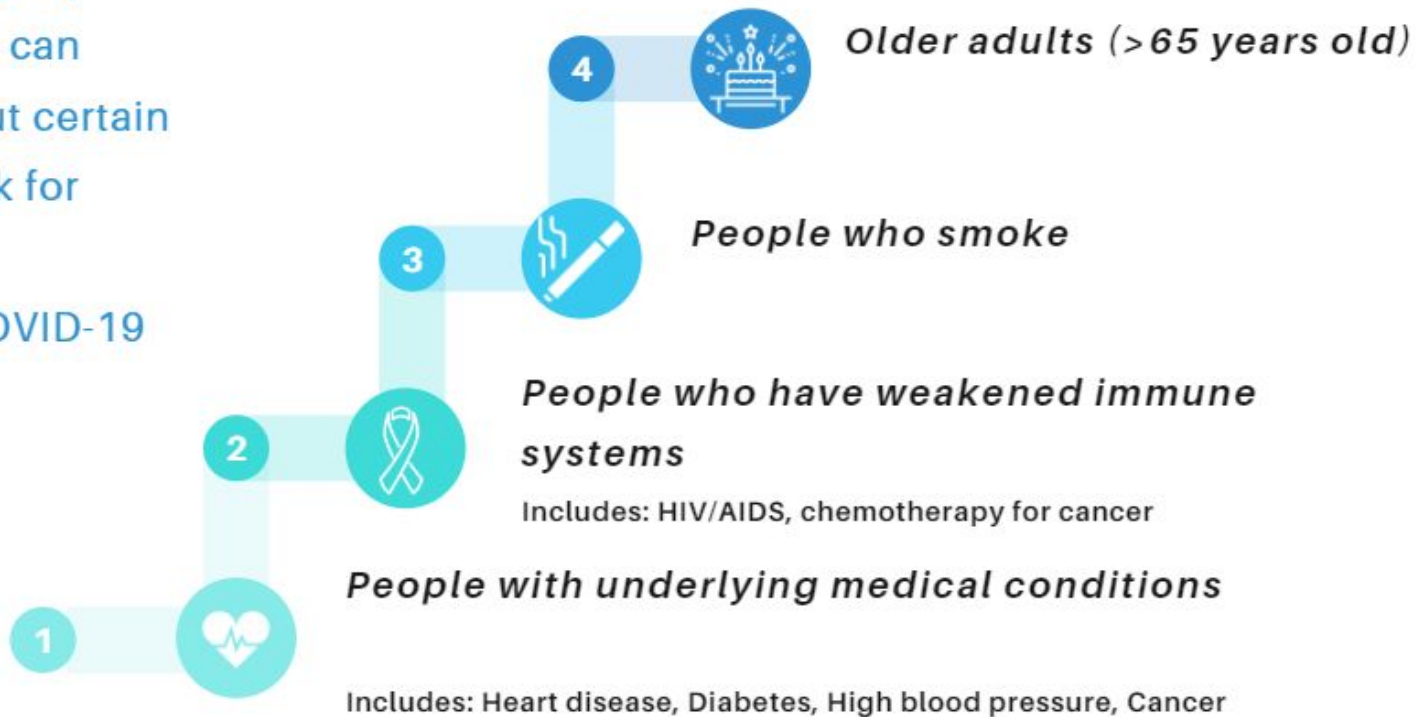 can
ut certain
k for
OVID-19
4
Older adults (>65 years old)
3
People who smoke
2
People who have weakened immune
systems
Includes: HIV/AIDS, chemotherapy for cancer
1
People with underlying medical conditions
Includes: Heart disease, Diabetes, High blood pressure, Cancer